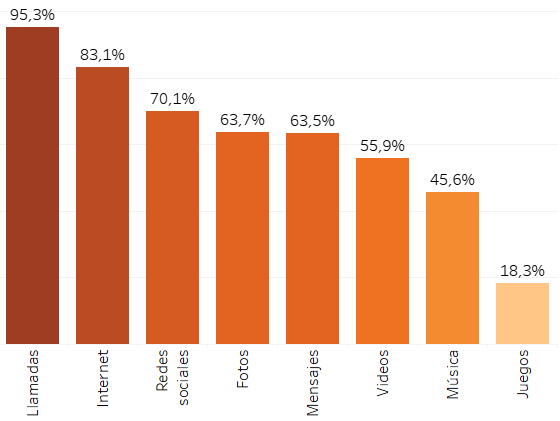 95,3%
83,1%
70,1%
63,7%
63,5%
55,9%
45,6%
18,3%
Llamadas
Internet
Redes
sociales
Fotos
Mensajes
Videos
Música
Juegos